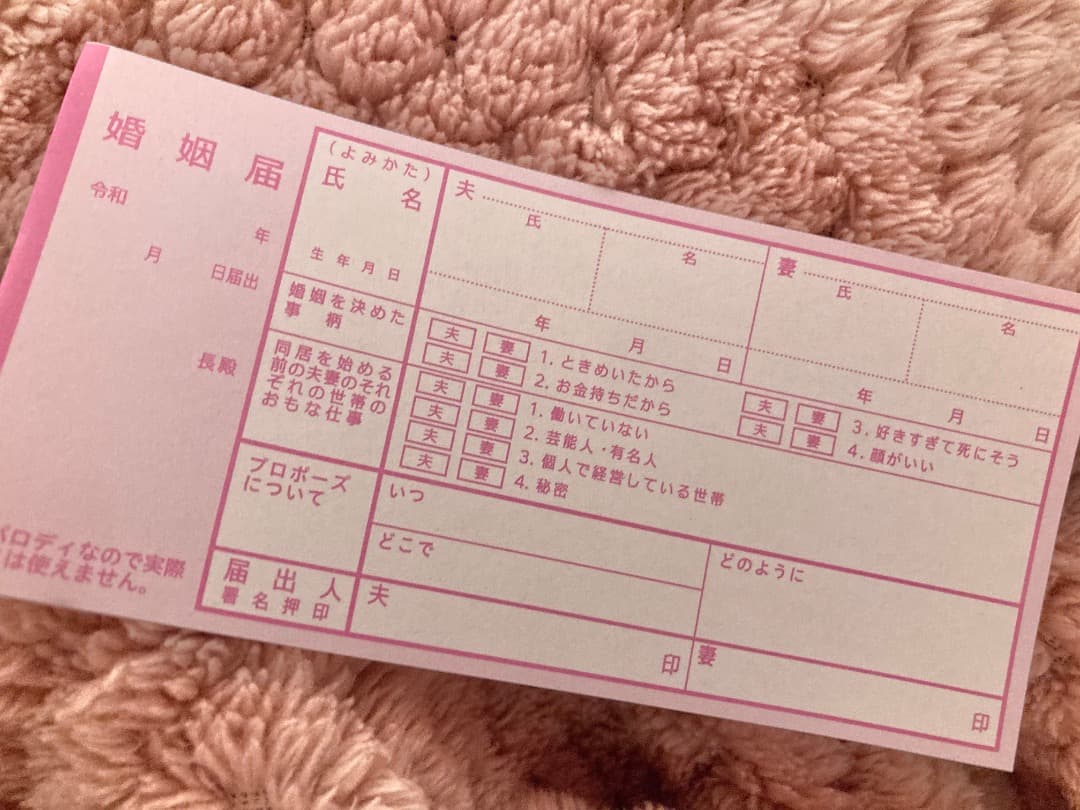 婚姻届
令和
年
月 日届出
長殿
パロディなので実際
には使えません。
(よみかた)
氏名
生年月日
夫
氏 名
妻
氏 名
年 月 日
年 月 日
婚姻を決めた
事柄
夫 妻 1. ときめいたから
夫 妻 2. お金持ちだから
夫 妻 3. 好きすぎて死にそう
夫 妻 4. 顔がいい
同居を始める
前の夫妻のそれ
ぞれの世帯の
おもな仕事
夫 妻 1. 働いていない
夫 妻 2. 芸能人・有名人
夫 妻 3. 個人で経営している世帯
夫 妻 4. 秘密
プロポーズ
について
いつ
どこで
どのように
届出人
署名押印
夫
印
妻
印